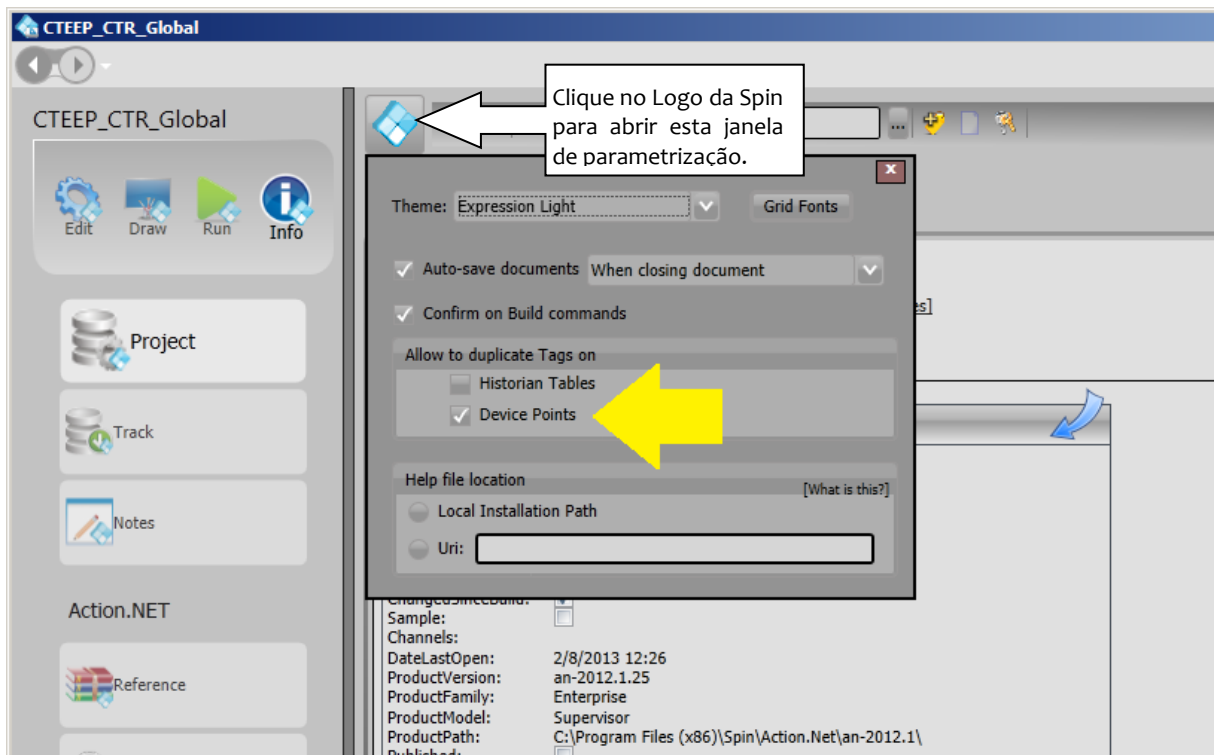 CTEEP_CTR_Global
CTEEP_CTR_Global
Edit
Draw
Run
Info
Project
Track
Notes
Action.NET
Reference
Clique no Logo da Spin
para abrir esta janela
de parametrização.
...
x
Theme: Expression Light
Grid Fonts
Auto-save documents When closing document
Confirm on Build commands
Allow to duplicate Tags on
Historian Tables
Device Points
Help file location
[What is this?]
Local Installation Path
Uri:
Sample:
Channels:
DateLastOpen: 2/8/2013 12:26
ProductVersion: an-2012.1.25
ProductFamily: Enterprise
ProductModel: Supervisor
ProductPath: C:\Program Files (x86)\Spin\Action.Net\an-2012.1\